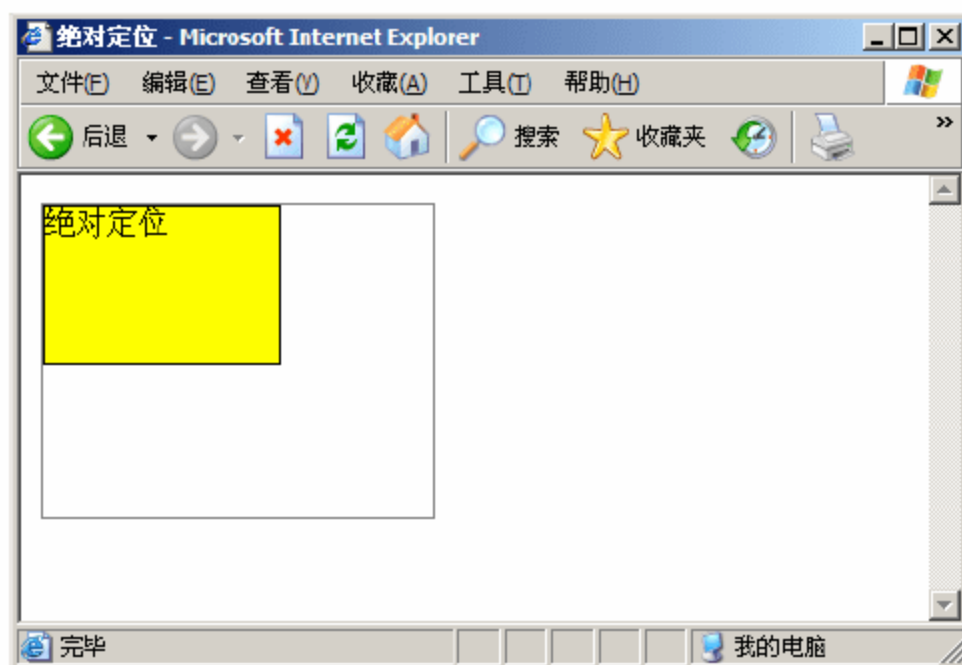 绝对定位 - Microsoft Internet Explorer
文件(F) 编辑(E) 查看(V) 收藏(A) 工具(T) 帮助(H)
后退 搜索 收藏夹 »
绝对定位
完毕 我的电脑